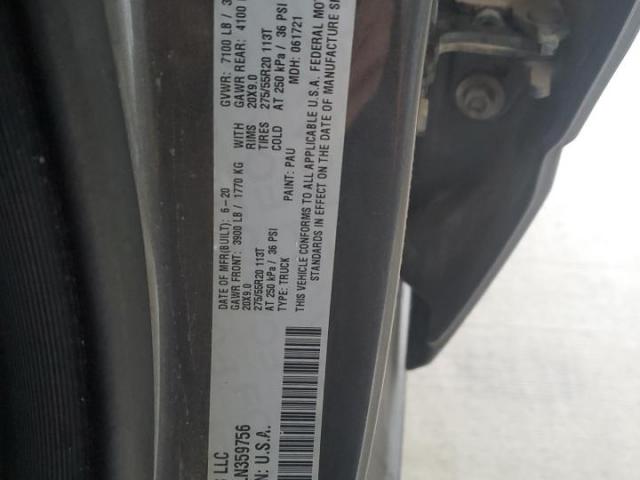 S LLC
DATE OF MFR(BUILT): 6-20 GVWR: 7100 LB / 3
GAWR FRONT: 3900 LB / 1770 KG WITH GAWR REAR: 4100
20X9.0 RIMS 20X9.0
275/55R20 113T TIRES 275/55R20 113T
AT 250 kPa / 36 PSI COLD AT 250 kPa / 36 PSI
TYPE: TRUCK PAINT: PAU MDH: 061721
THIS VEHICLE CONFORMS TO ALL APPLICABLE U.S.A. FEDERAL MOT
STANDARDS IN EFFECT ON THE DATE OF MANUFACTURE S
LN359756
N: U.S.A.